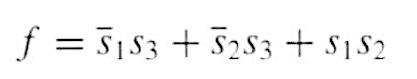 f = s̅₁s₃ + s̅₂s₃ + s₁s₂